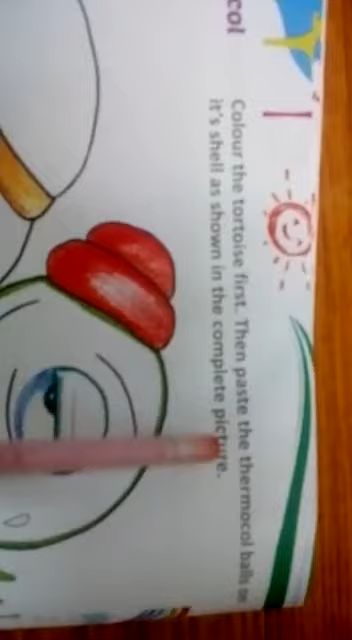 col
Colour the tortoise first. Then paste the thermocol balls on
it's shell as shown in the complete picture.